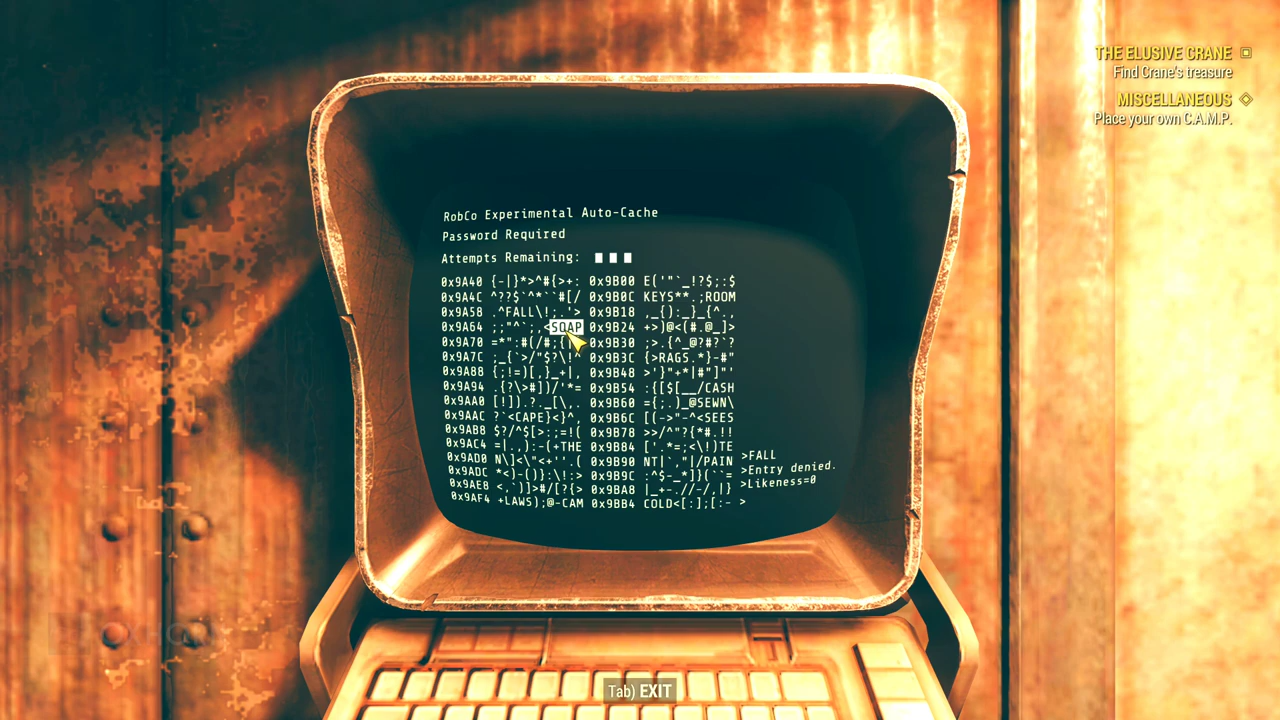 THE ELUSIVE CRANE
Find Crane's treasure
MISCELLANEOUS
Place your own C.A.M.P.
RobCo Experimental Auto-Cache
Password Required
Attempts Remaining:
0x9A40 {-|}*>^#{>+: 0x9B00 E('"`_!?$;:$
0x9A4C ^??$`^*``#[/ 0x9B0C KEYS**.;ROOM
0x9A58 .^FALL\!;.'> 0x9B18 ,_{):_}_{^.,
0x9A64 ;;"^`;,<SOAP 0x9B24 +>)@<(#.@_]>
0x9A70 =*":#(/#;{ 0x9B30 ;>.{^_@?#?`?
0x9A7C ;_{`>/"$?\!^ 0x9B3C {>RAGS.*}-#"
0x9A88 {;!=)[,}_+|, 0x9B48 >'}"+*|#"]"'
0x9A94 .{?\>#])/'*= 0x9B54 :{[$[__/CASH
0x9AA0 [!]).?._[\,. 0x9B60 ={;.}_@SEWN\
0x9AAC ?`<CAPE}<}^, 0x9B6C [(->"-^<SEES
0x9AB8 $?/^$[>:;=!( 0x9B78 >>/^"?{*#.!!
0x9AC4 =|.,):-(+THE 0x9B84 ['.*=;<\!)TE
0x9AD0 N\]<\"<+''.( 0x9B90 NT|`,"|/PAIN >FALL
0x9ADC *<)-()}:\!:> 0x9B9C :^$-_*]}(``= >Entry denied.
0x9AE8 <.`)]>#/[?{> 0x9BA8 |_+-.//-/,|} >Likeness=0
0x9AF4 +LAWS);@-CAM 0x9BB4 COLD<[:];[:- >
Tab) EXIT